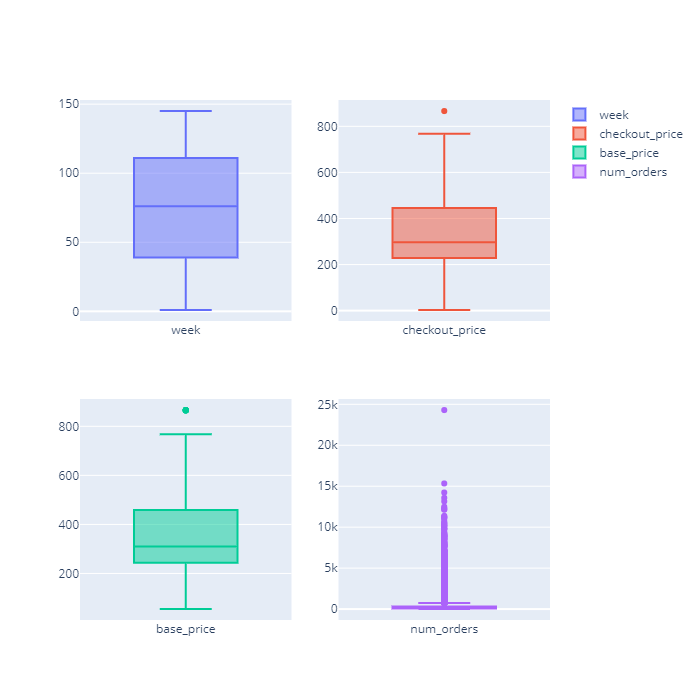 150
100
50
0
week
800
600
400
200
0
checkout_price
week
checkout_price
base_price
num_orders
800
600
400
200
base_price
25k
20k
15k
10k
5k
0
num_orders